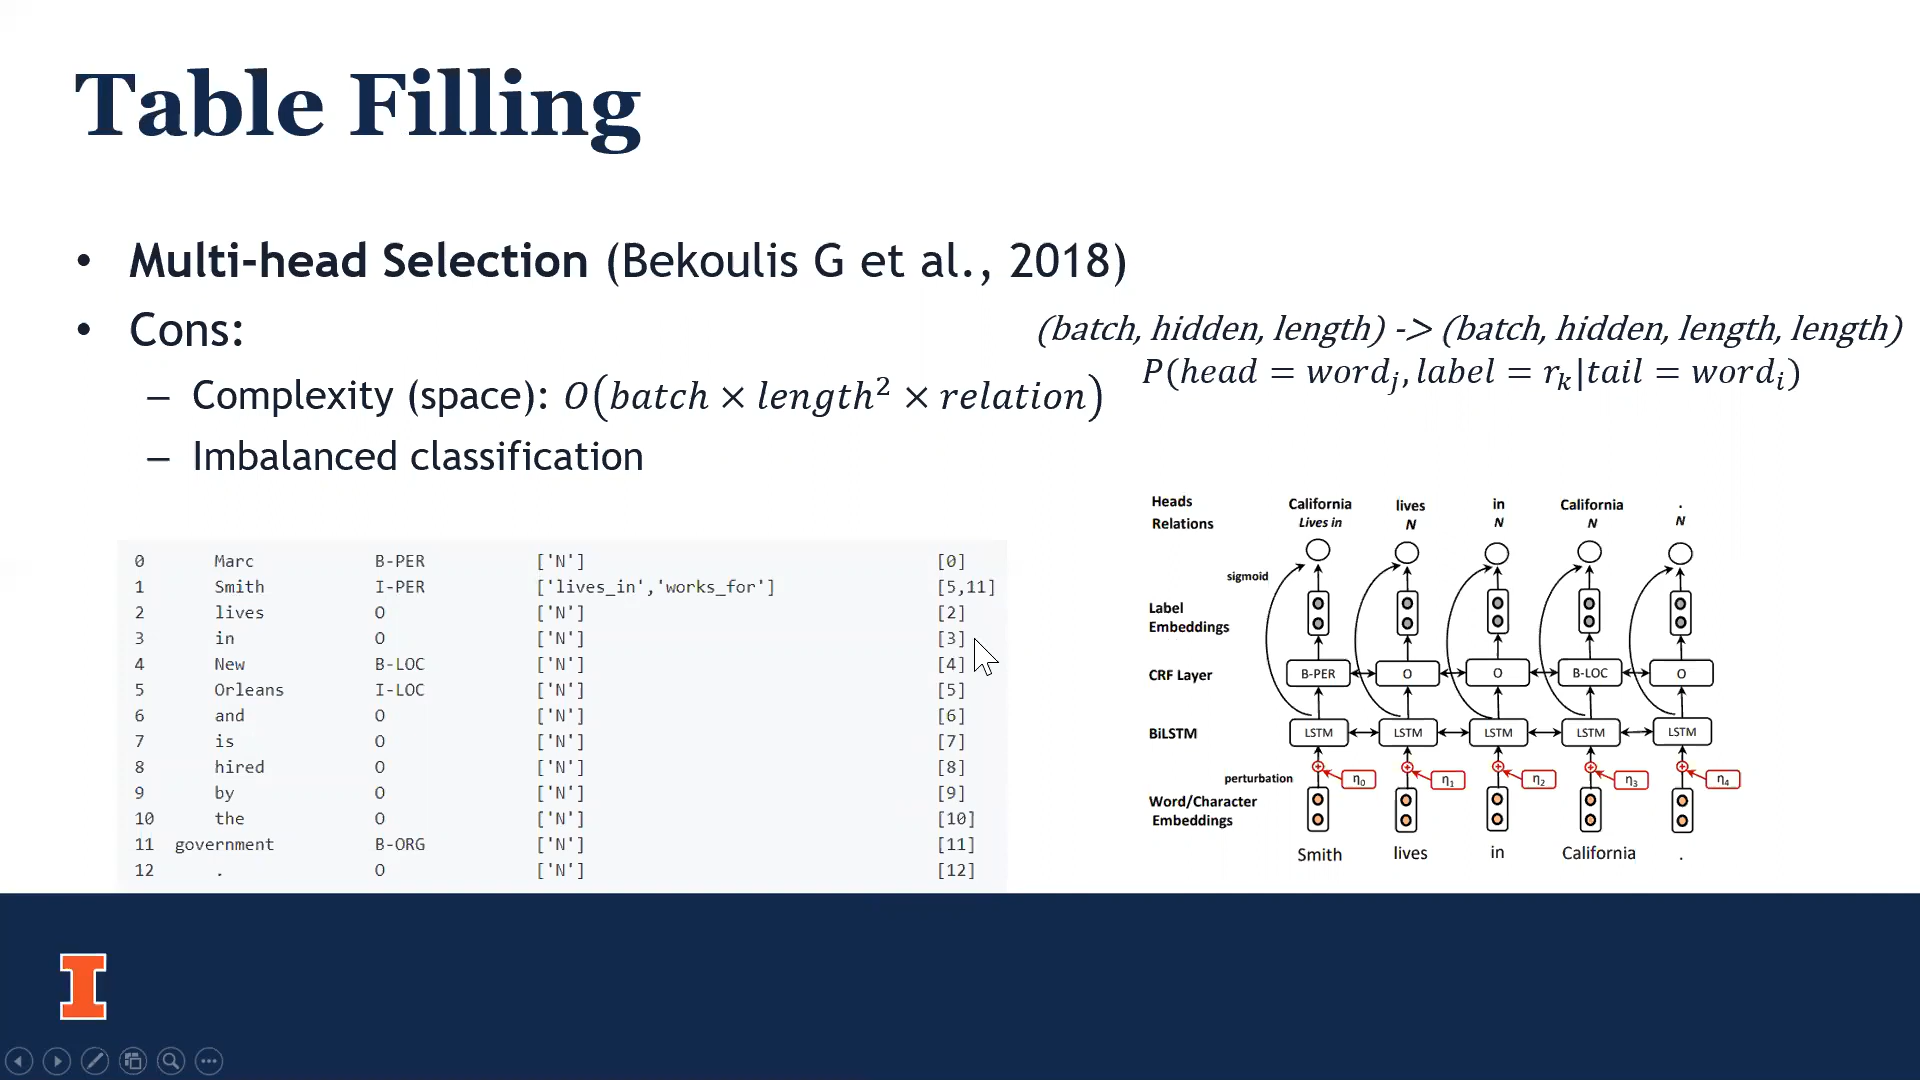 Table Filling
• Multi-head Selection (Bekoulis G et al., 2018)
• Cons:
– Complexity (space): O(batch × length² × relation)
– Imbalanced classification
(batch, hidden, length) -> (batch, hidden, length, length)
P(head = word_j, label = r_k|tail = word_i)
0 Marc B-PER ['N'] [0]
1 Smith I-PER ['lives_in','works_for'] [5,11]
2 lives O ['N'] [2]
3 in O ['N'] [3]
4 New B-LOC ['N'] [4]
5 Orleans I-LOC ['N'] [5]
6 and O ['N'] [6]
7 is O ['N'] [7]
8 hired O ['N'] [8]
9 by O ['N'] [9]
10 the O ['N'] [10]
11 government B-ORG ['N'] [11]
12 . O ['N'] [12]
Heads California lives in California .
Relations Lives in N N N N
sigmoid
Label
Embeddings
CRF Layer B-PER O O B-LOC O
BiLSTM LSTM LSTM LSTM LSTM LSTM
perturbation η₀ η₁ η₂ η₃ η₄
Word/Character
Embeddings
Smith lives in California .
I